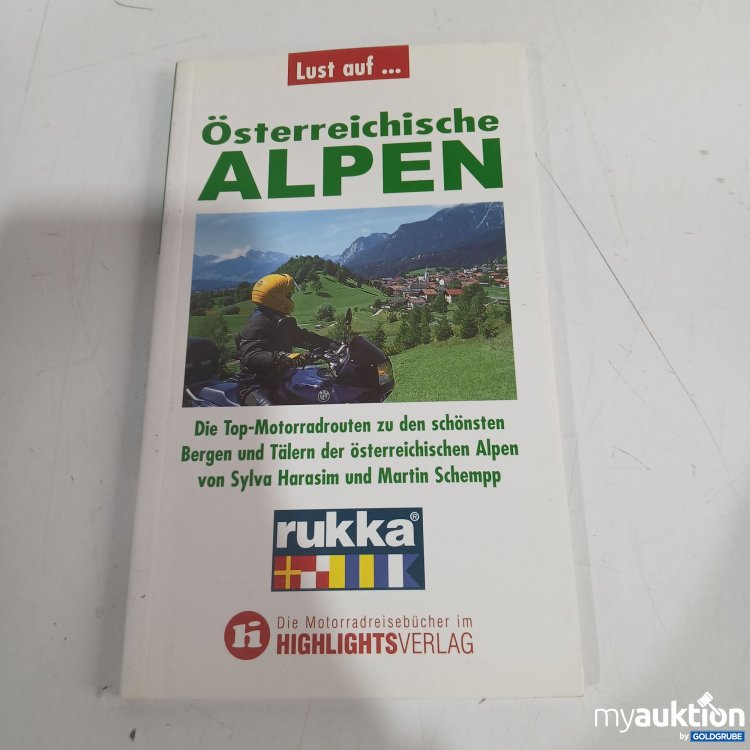 Lust auf ...
Österreichische
ALPEN
Die Top-Motorradrouten zu den schönsten
Bergen und Tälern der österreichischen Alpen
von Sylva Harasim und Martin Schempp
rukka®
Die Motorradreisebücher im
HIGHLIGHTSVERLAG
myauktion
by GOLDGRUBE